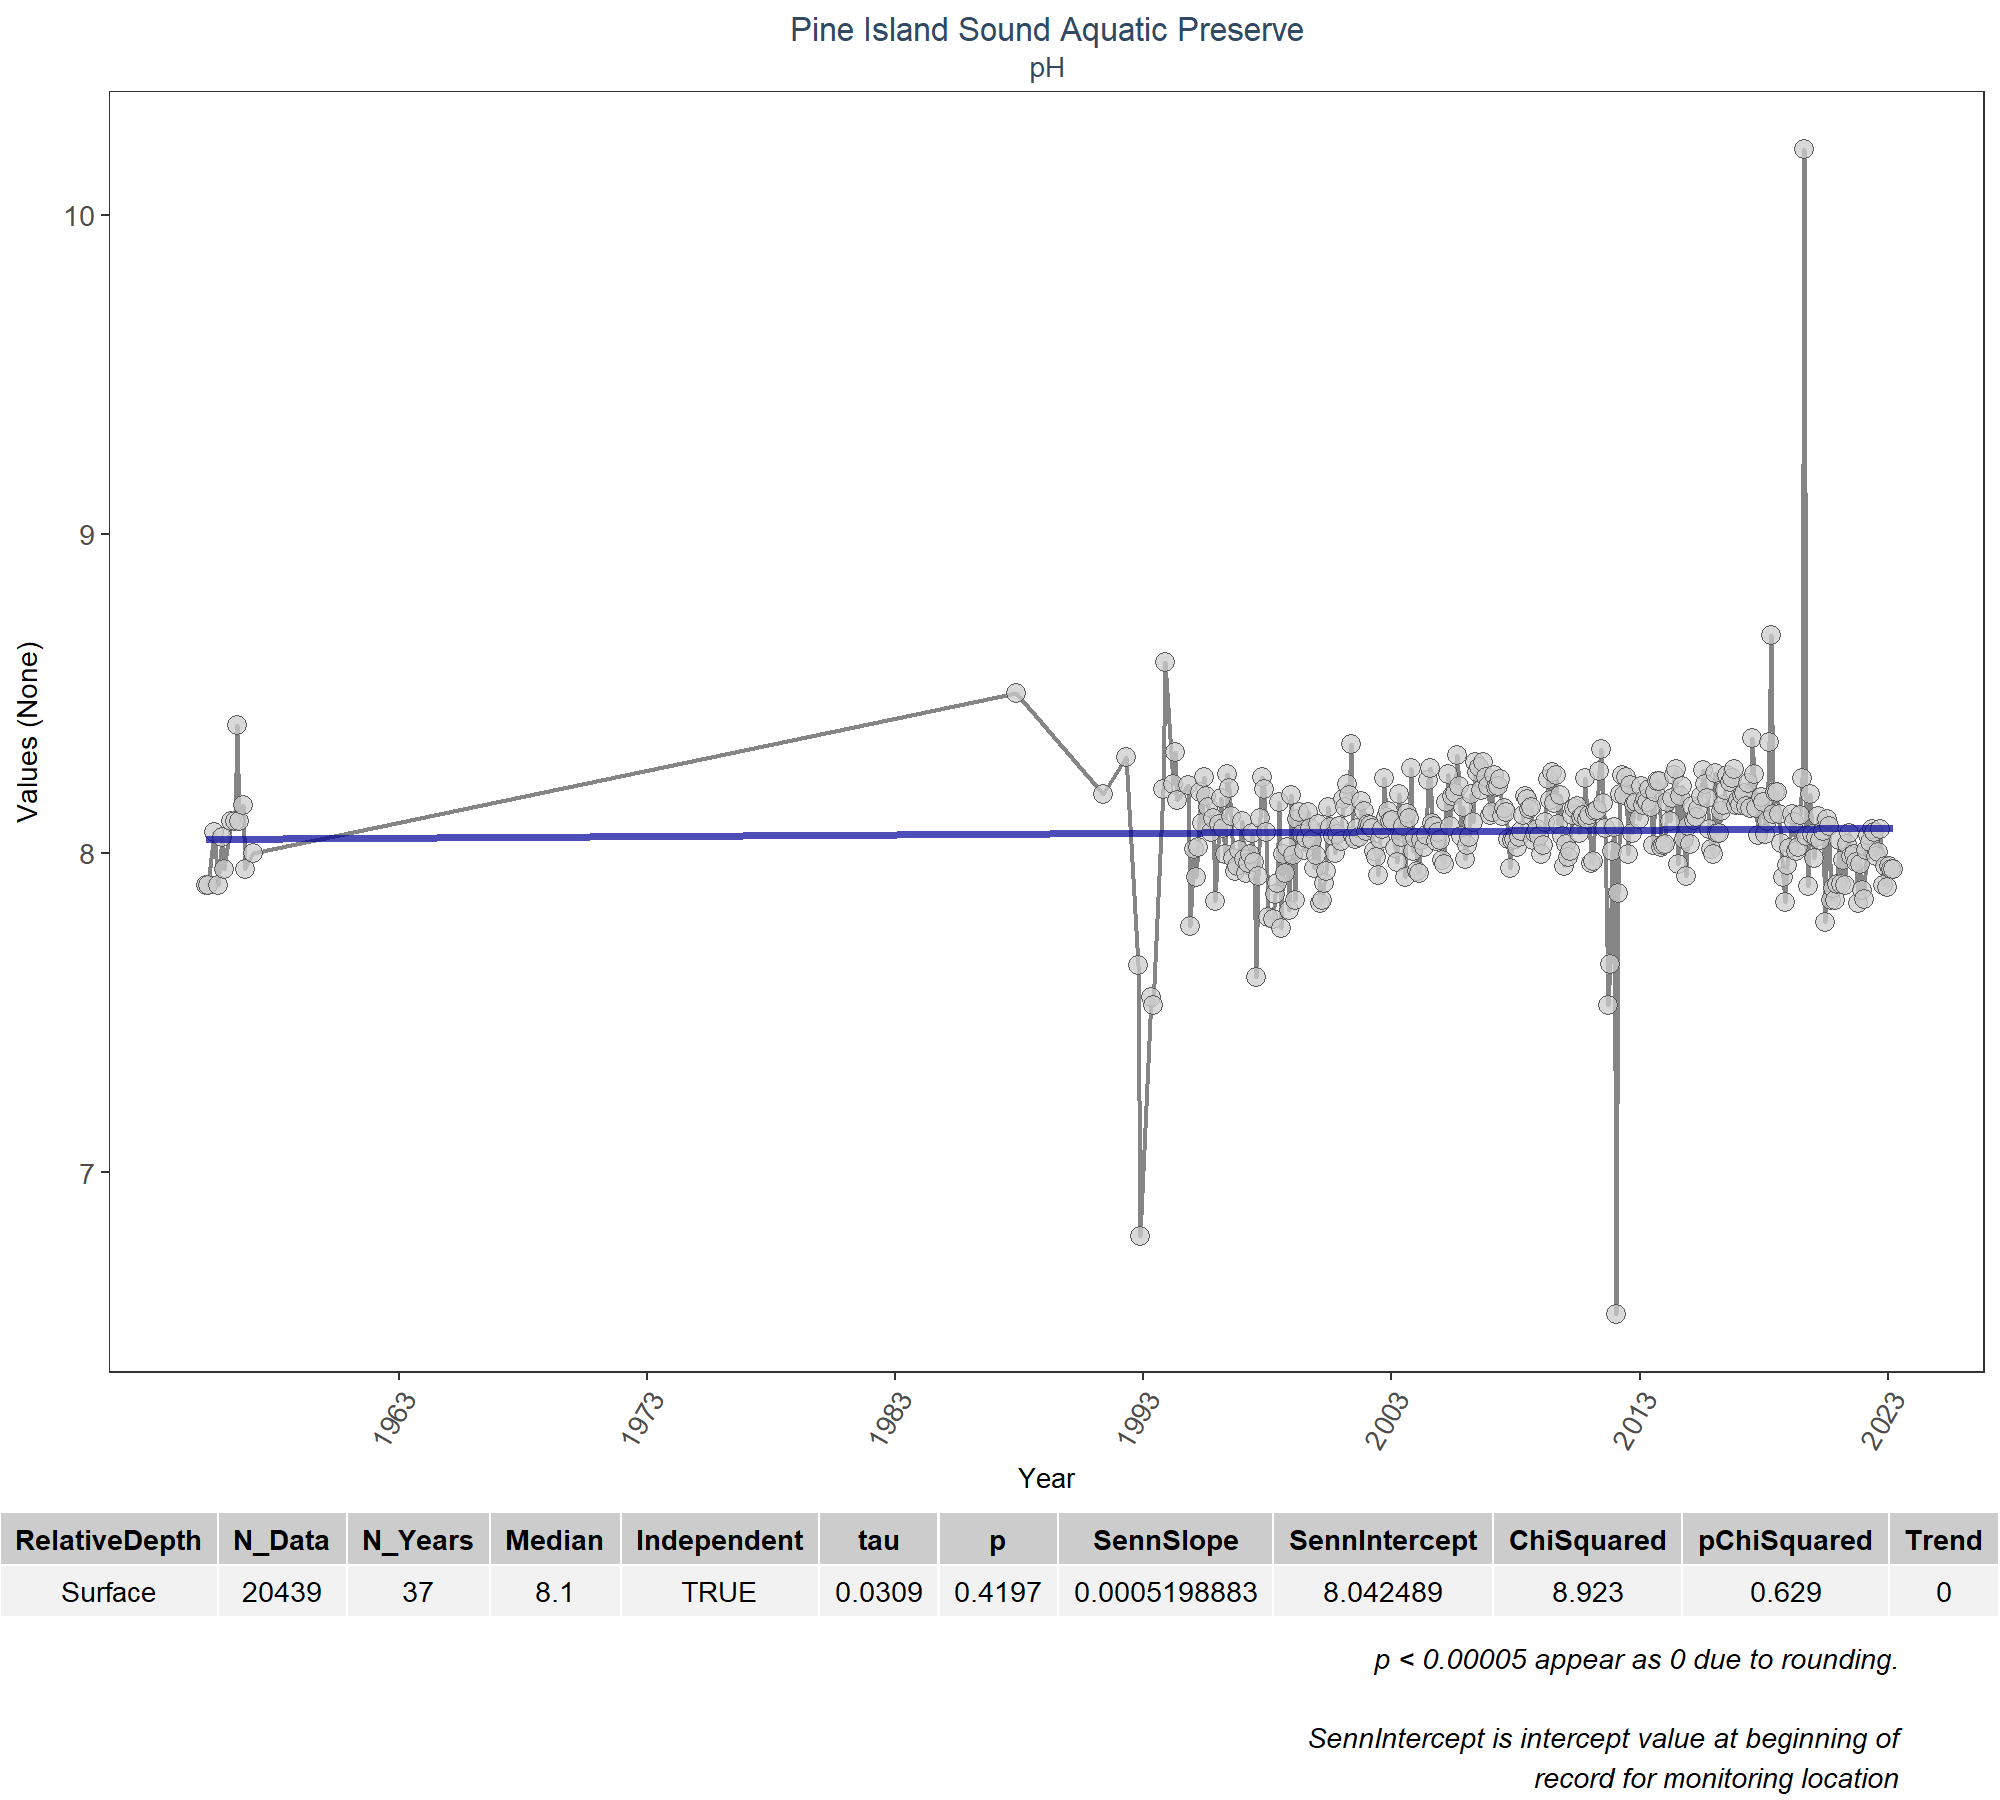 Pine Island Sound Aquatic Preserve
pH
10
9
8
7
Values (None)
1963
1973
1983
1993
2003
2013
2023
Year
RelativeDepth N_Data N_Years Median Independent tau p SennSlope SennIntercept ChiSquared pChiSquared Trend
Surface 20439 37 8.1 TRUE 0.0309 0.4197 0.0005198883 8.042489 8.923 0.629 0
p < 0.00005 appear as 0 due to rounding.
SennIntercept is intercept value at beginning of
record for monitoring location